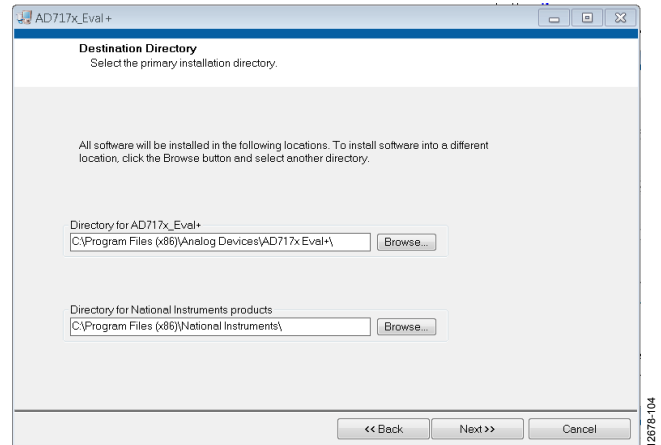 AD717x_Eval+
Destination Directory
Select the primary installation directory.
All software will be installed in the following locations. To install software into a different
location, click the Browse button and select another directory.
Directory for AD717x_Eval+
C:\Program Files (x86)\Analog Devices\AD717x Eval+\
Browse...
Directory for National Instruments products
C:\Program Files (x86)\National Instruments\
Browse...
<< Back
Next >>
Cancel
2678-104